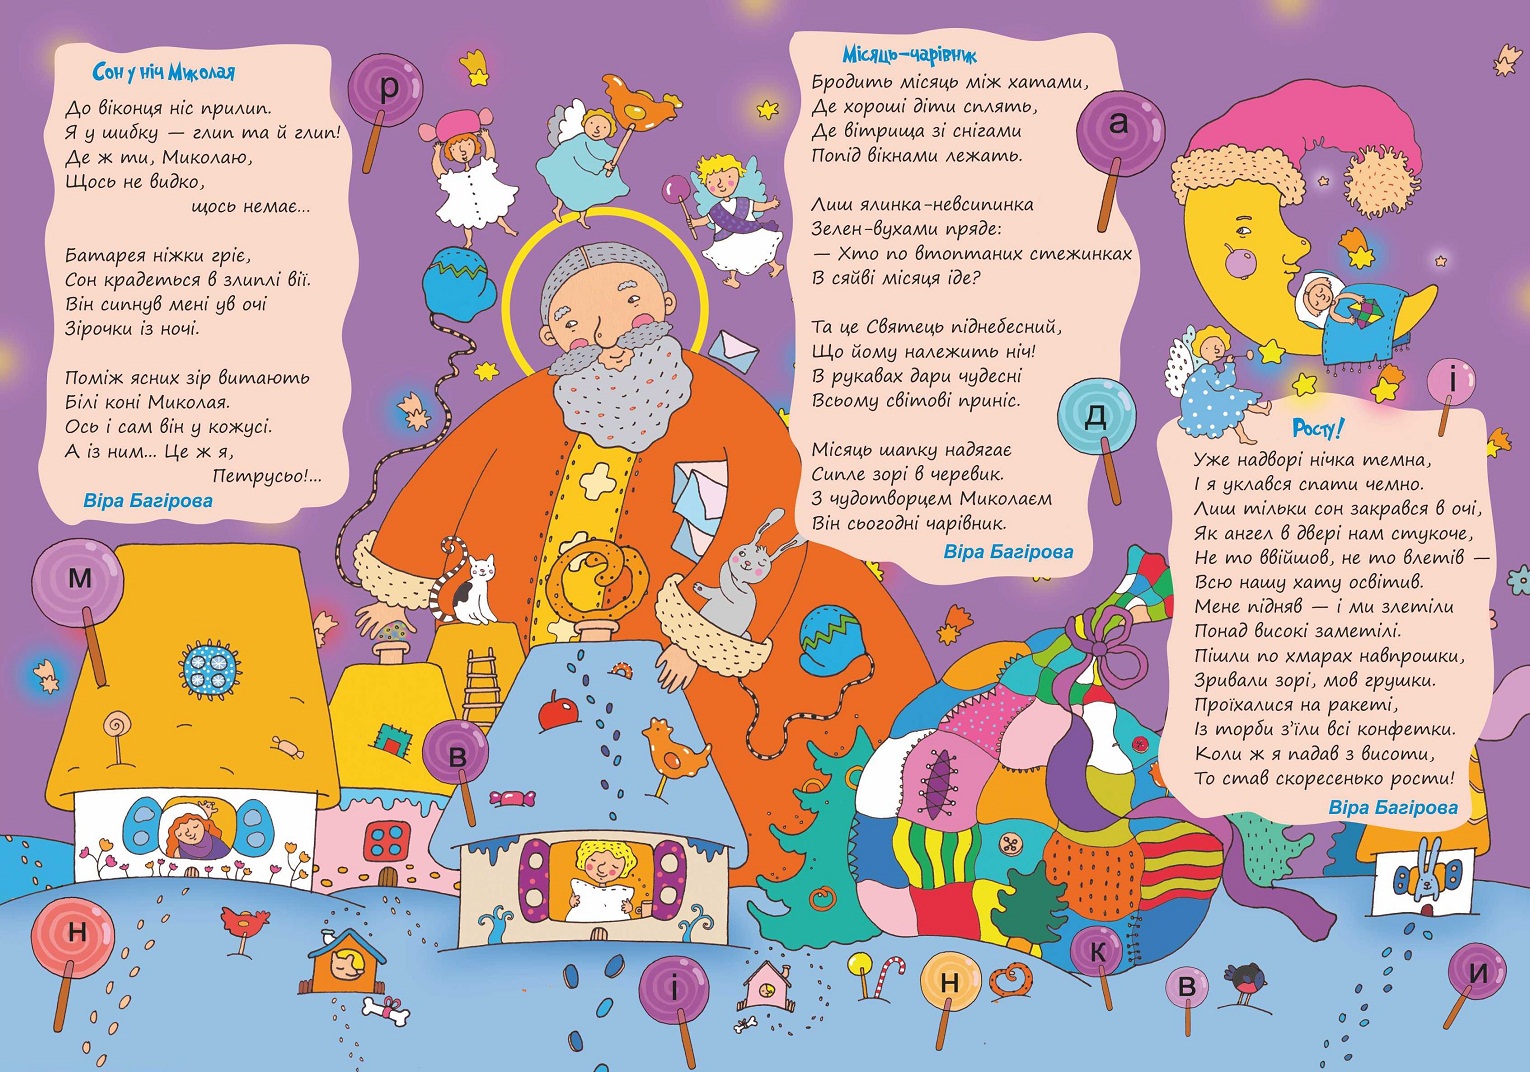 Сон у ніч Миколая
До віконця ніс прилип.
Я у шибку — глип та й глип!
Де ж ти, Миколаю,
Щось не видко,
щось немає...
Батарея ніжки гріє,
Сон крадеться в злиплі вії.
Він сипнув мені ув очі
Зірочки із ночі.
Поміж ясних зір витають
Білі коні Миколая.
Ось і сам він у кожусі.
А із ним... Це ж я,
Петрусьо!...
Віра Багірова
Місяць-чарівник
Бродить місяць між хатами,
Де хороші діти сплять,
Де вітрища зі снігами
Попід вікнами лежать.
Лиш ялинка-невсипинка
Зелен-вухами пряде:
— Хто по втоптаних стежинках
В сяйві місяця іде?
Та це Святець піднебесний,
Що йому належить ніч!
В рукавах дари чудесні
Всьому світові приніс.
Місяць шапку надягає
Сипле зорі в черевик.
З чудотворцем Миколаєм
Він сьогодні чарівник.
Віра Багірова
Росту!
Уже надворі нічка темна,
І я уклався спати чемно.
Лиш тільки сон закрався в очі,
Як ангел в двері нам стукоче,
Не то ввійшов, не то влетів —
Всю нашу хату освітив.
Мене підняв — і ми злетіли
Понад високі заметілі.
Пішли по хмарах навпрошки,
Зривали зорі, мов грушки.
Проїхалися на ракеті,
Із торби з'їли всі конфетки.
Коли ж я падав з висоти,
То став скоресенько рости!
Віра Багірова
р
а
д
і
м
в
н
і
н
к
в
и